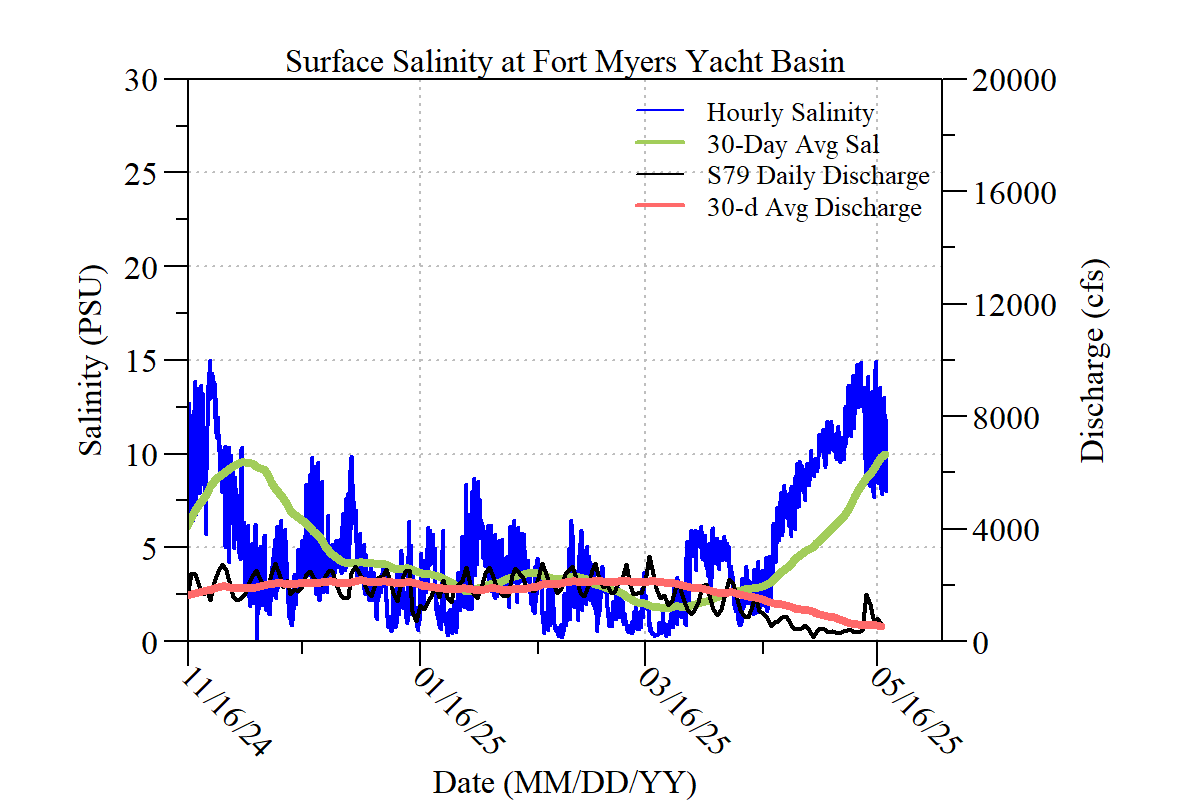 Surface Salinity at Fort Myers Yacht Basin
30
25
20
15
10
5
0
Salinity (PSU)
Hourly Salinity
30-Day Avg Sal
S79 Daily Discharge
30-d Avg Discharge
20000
16000
12000
8000
4000
0
Discharge (cfs)
11/16/24
01/16/25
03/16/25
05/16/25
Date (MM/DD/YY)